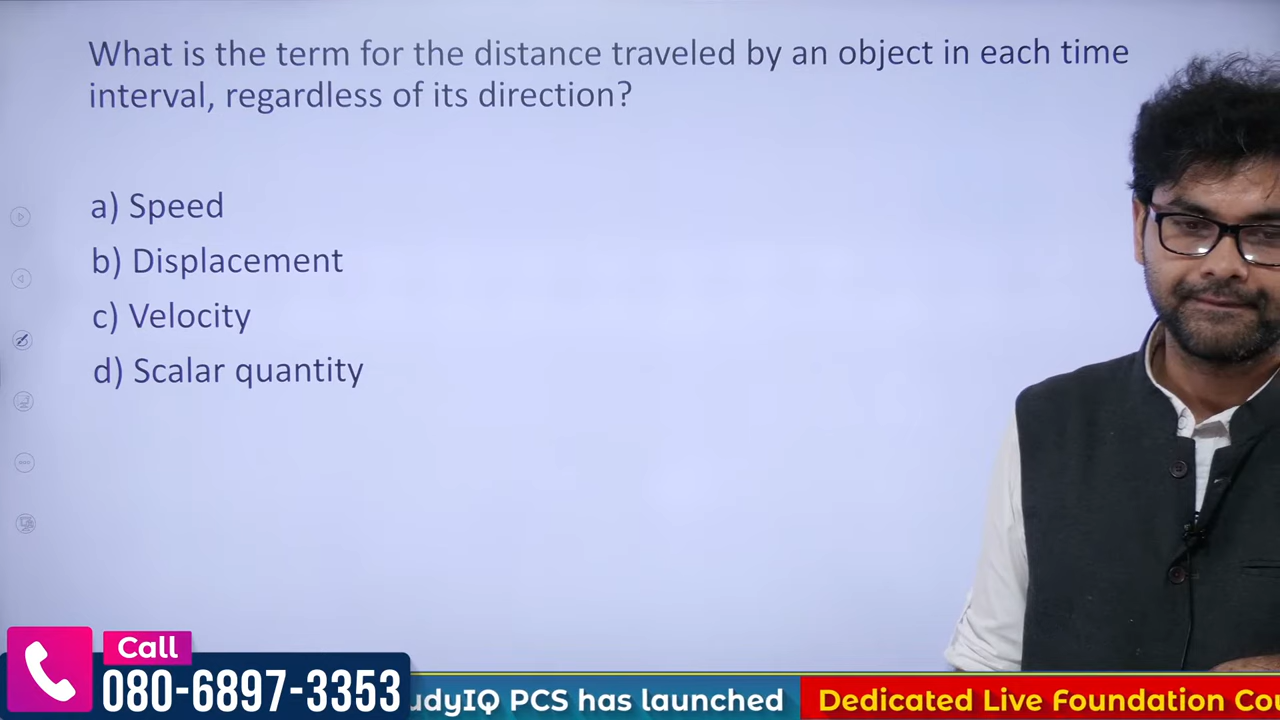 What is the term for the distance traveled by an object in each time
interval, regardless of its direction?
a) Speed
b) Displacement
c) Velocity
d) Scalar quantity
Call
080-6897-3353
udyIQ PCS has launched
Dedicated Live Foundation Cou